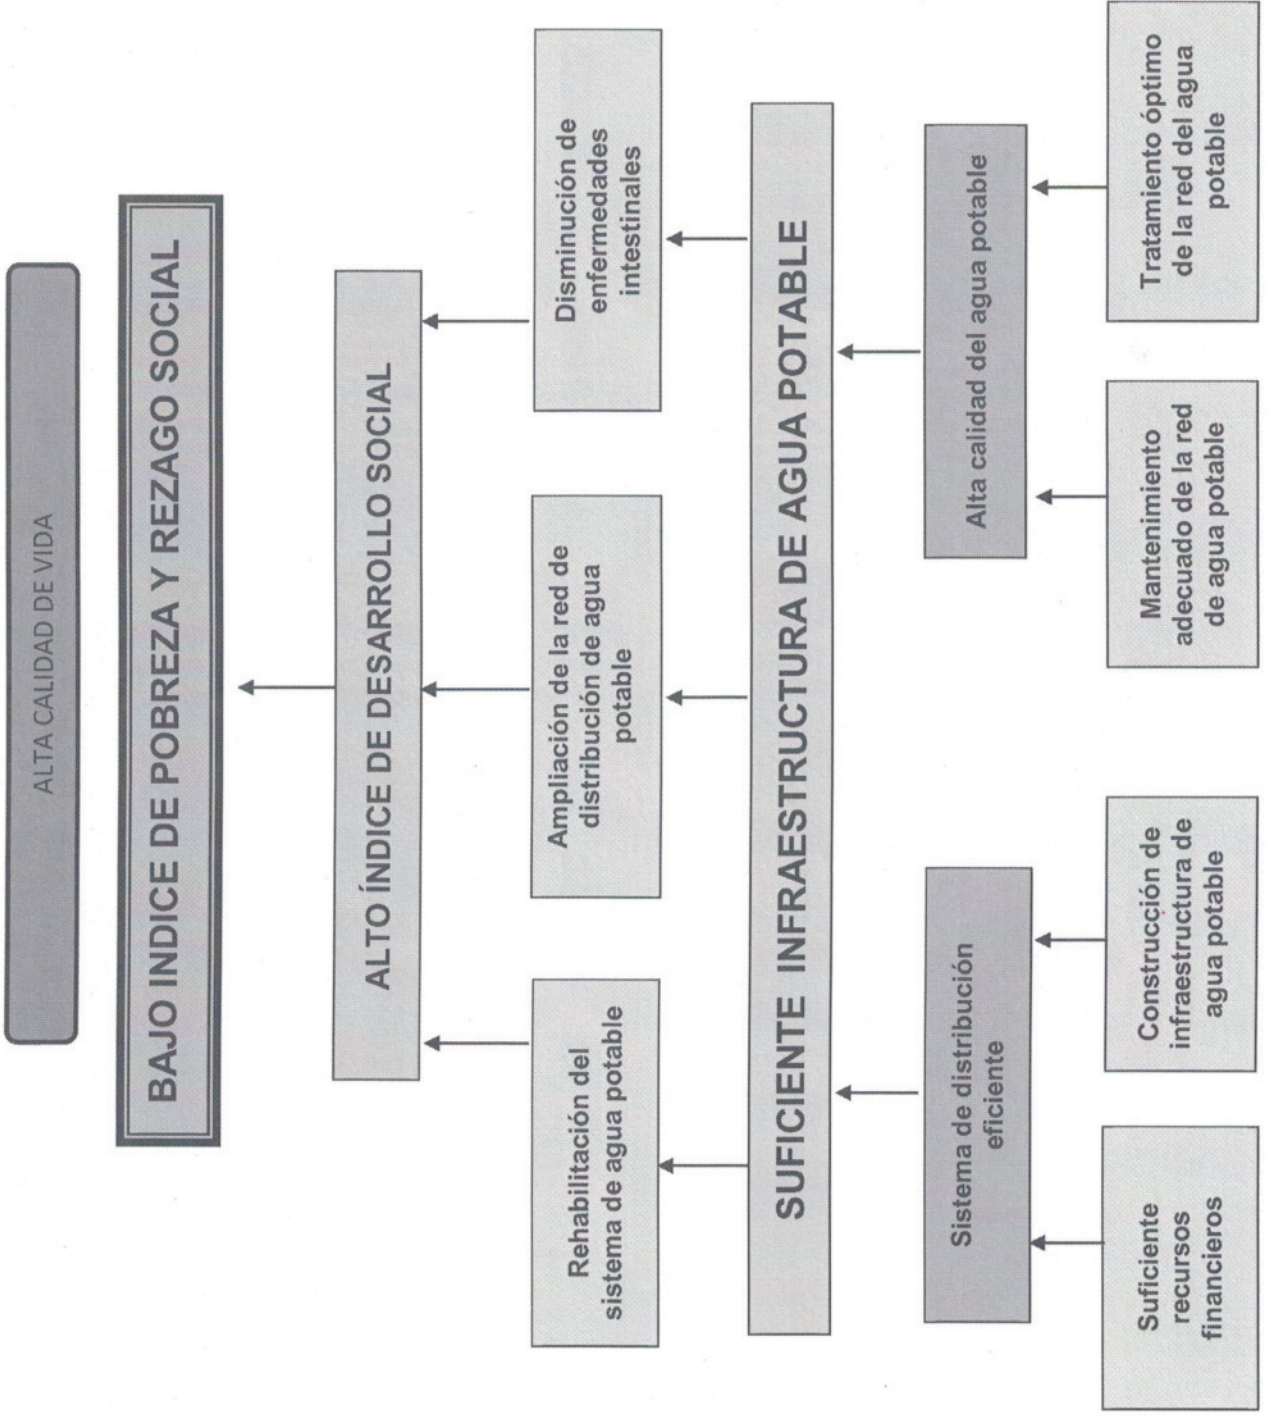 ALTA CALIDAD DE VIDA
BAJO INDICE DE POBREZA Y REZAGO SOCIAL
ALTO ÍNDICE DE DESARROLLO SOCIAL
Rehabilitación del
sistema de agua potable
Ampliación de la red de
distribución de agua
potable
Disminución de
enfermedades
intestinales
SUFICIENTE INFRAESTRUCTURA DE AGUA POTABLE
Sistema de distribución
eficiente
Alta calidad del agua potable
Suficiente
recursos
financieros
Construcción de
infraestructura de
agua potable
Mantenimiento
adecuado de la red
de agua potable
Tratamiento óptimo
de la red del agua
potable